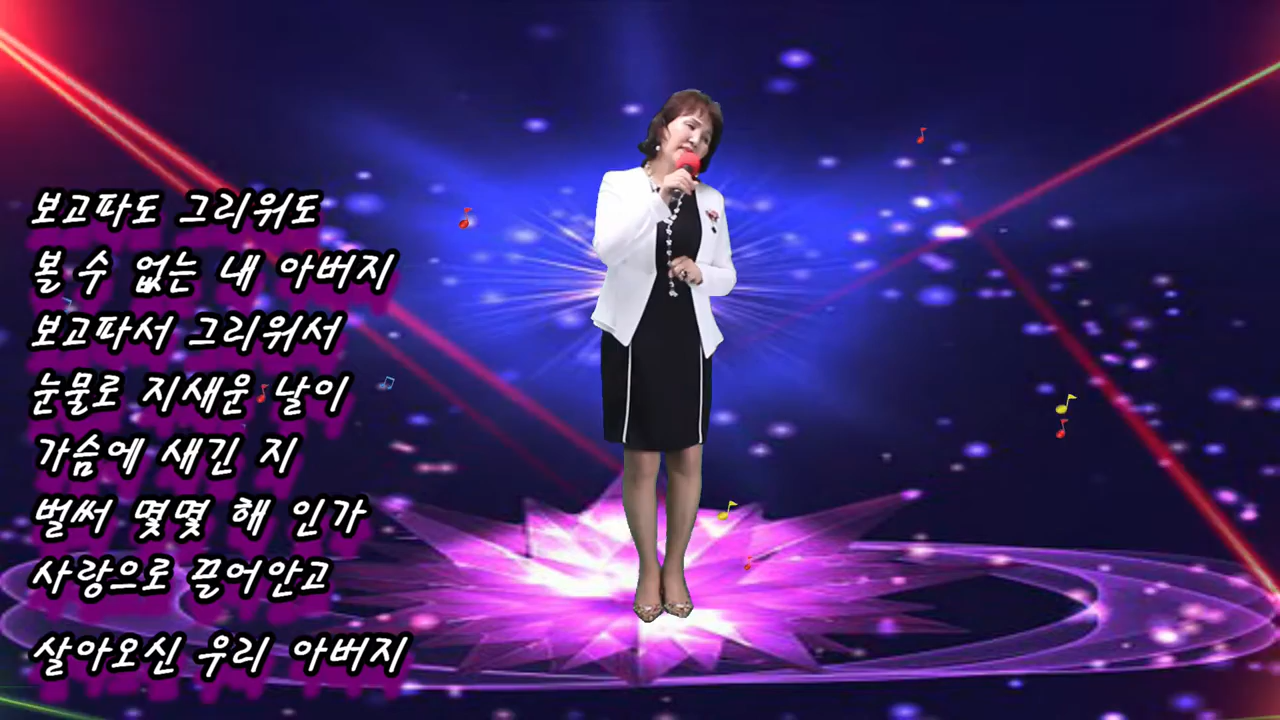 보고파도 그리워도
볼 수 없는 내 아버지
보고파서 그리워서
눈물로 지새운 날이
가슴에 새긴 지
벌써 몇몇 해 인가
사랑으로 끌어안고
살아오신 우리 아버지